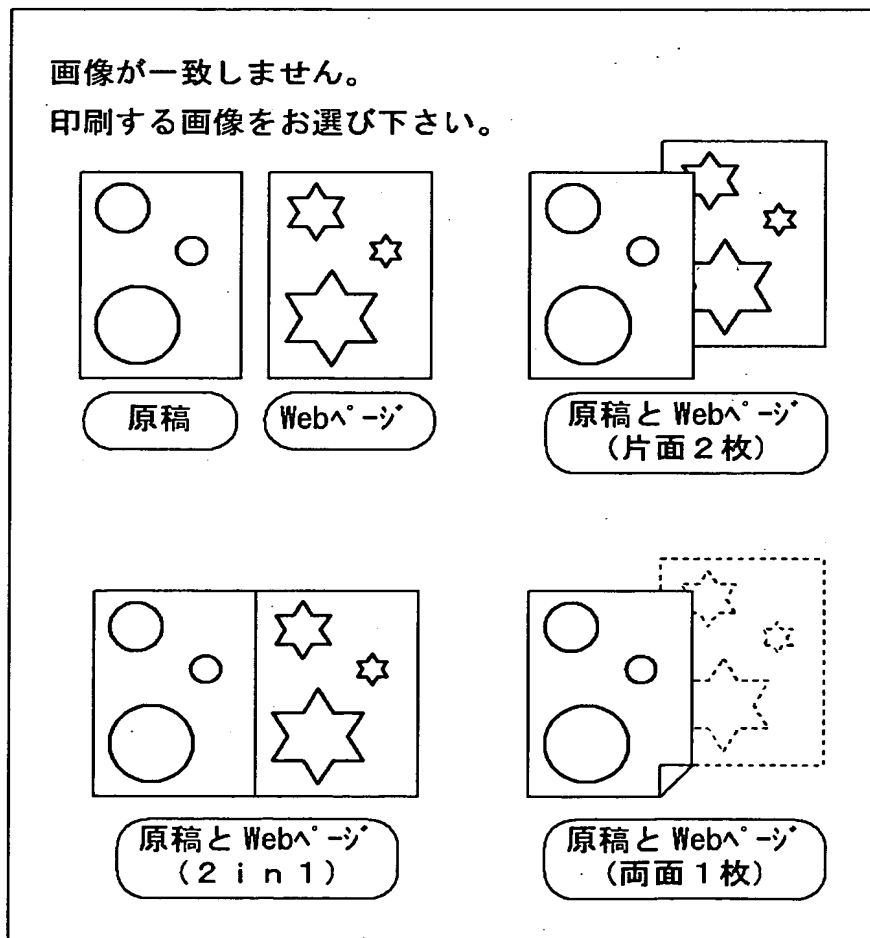 画像が一致しません。
印刷する画像をお選び下さい。
原稿
Webﾍﾟｰｼﾞ
原稿と Webﾍﾟｰｼﾞ
（片面２枚）
原稿と Webﾍﾟｰｼﾞ
（２ｉｎ１）
原稿と Webﾍﾟｰｼﾞ
（両面１枚）